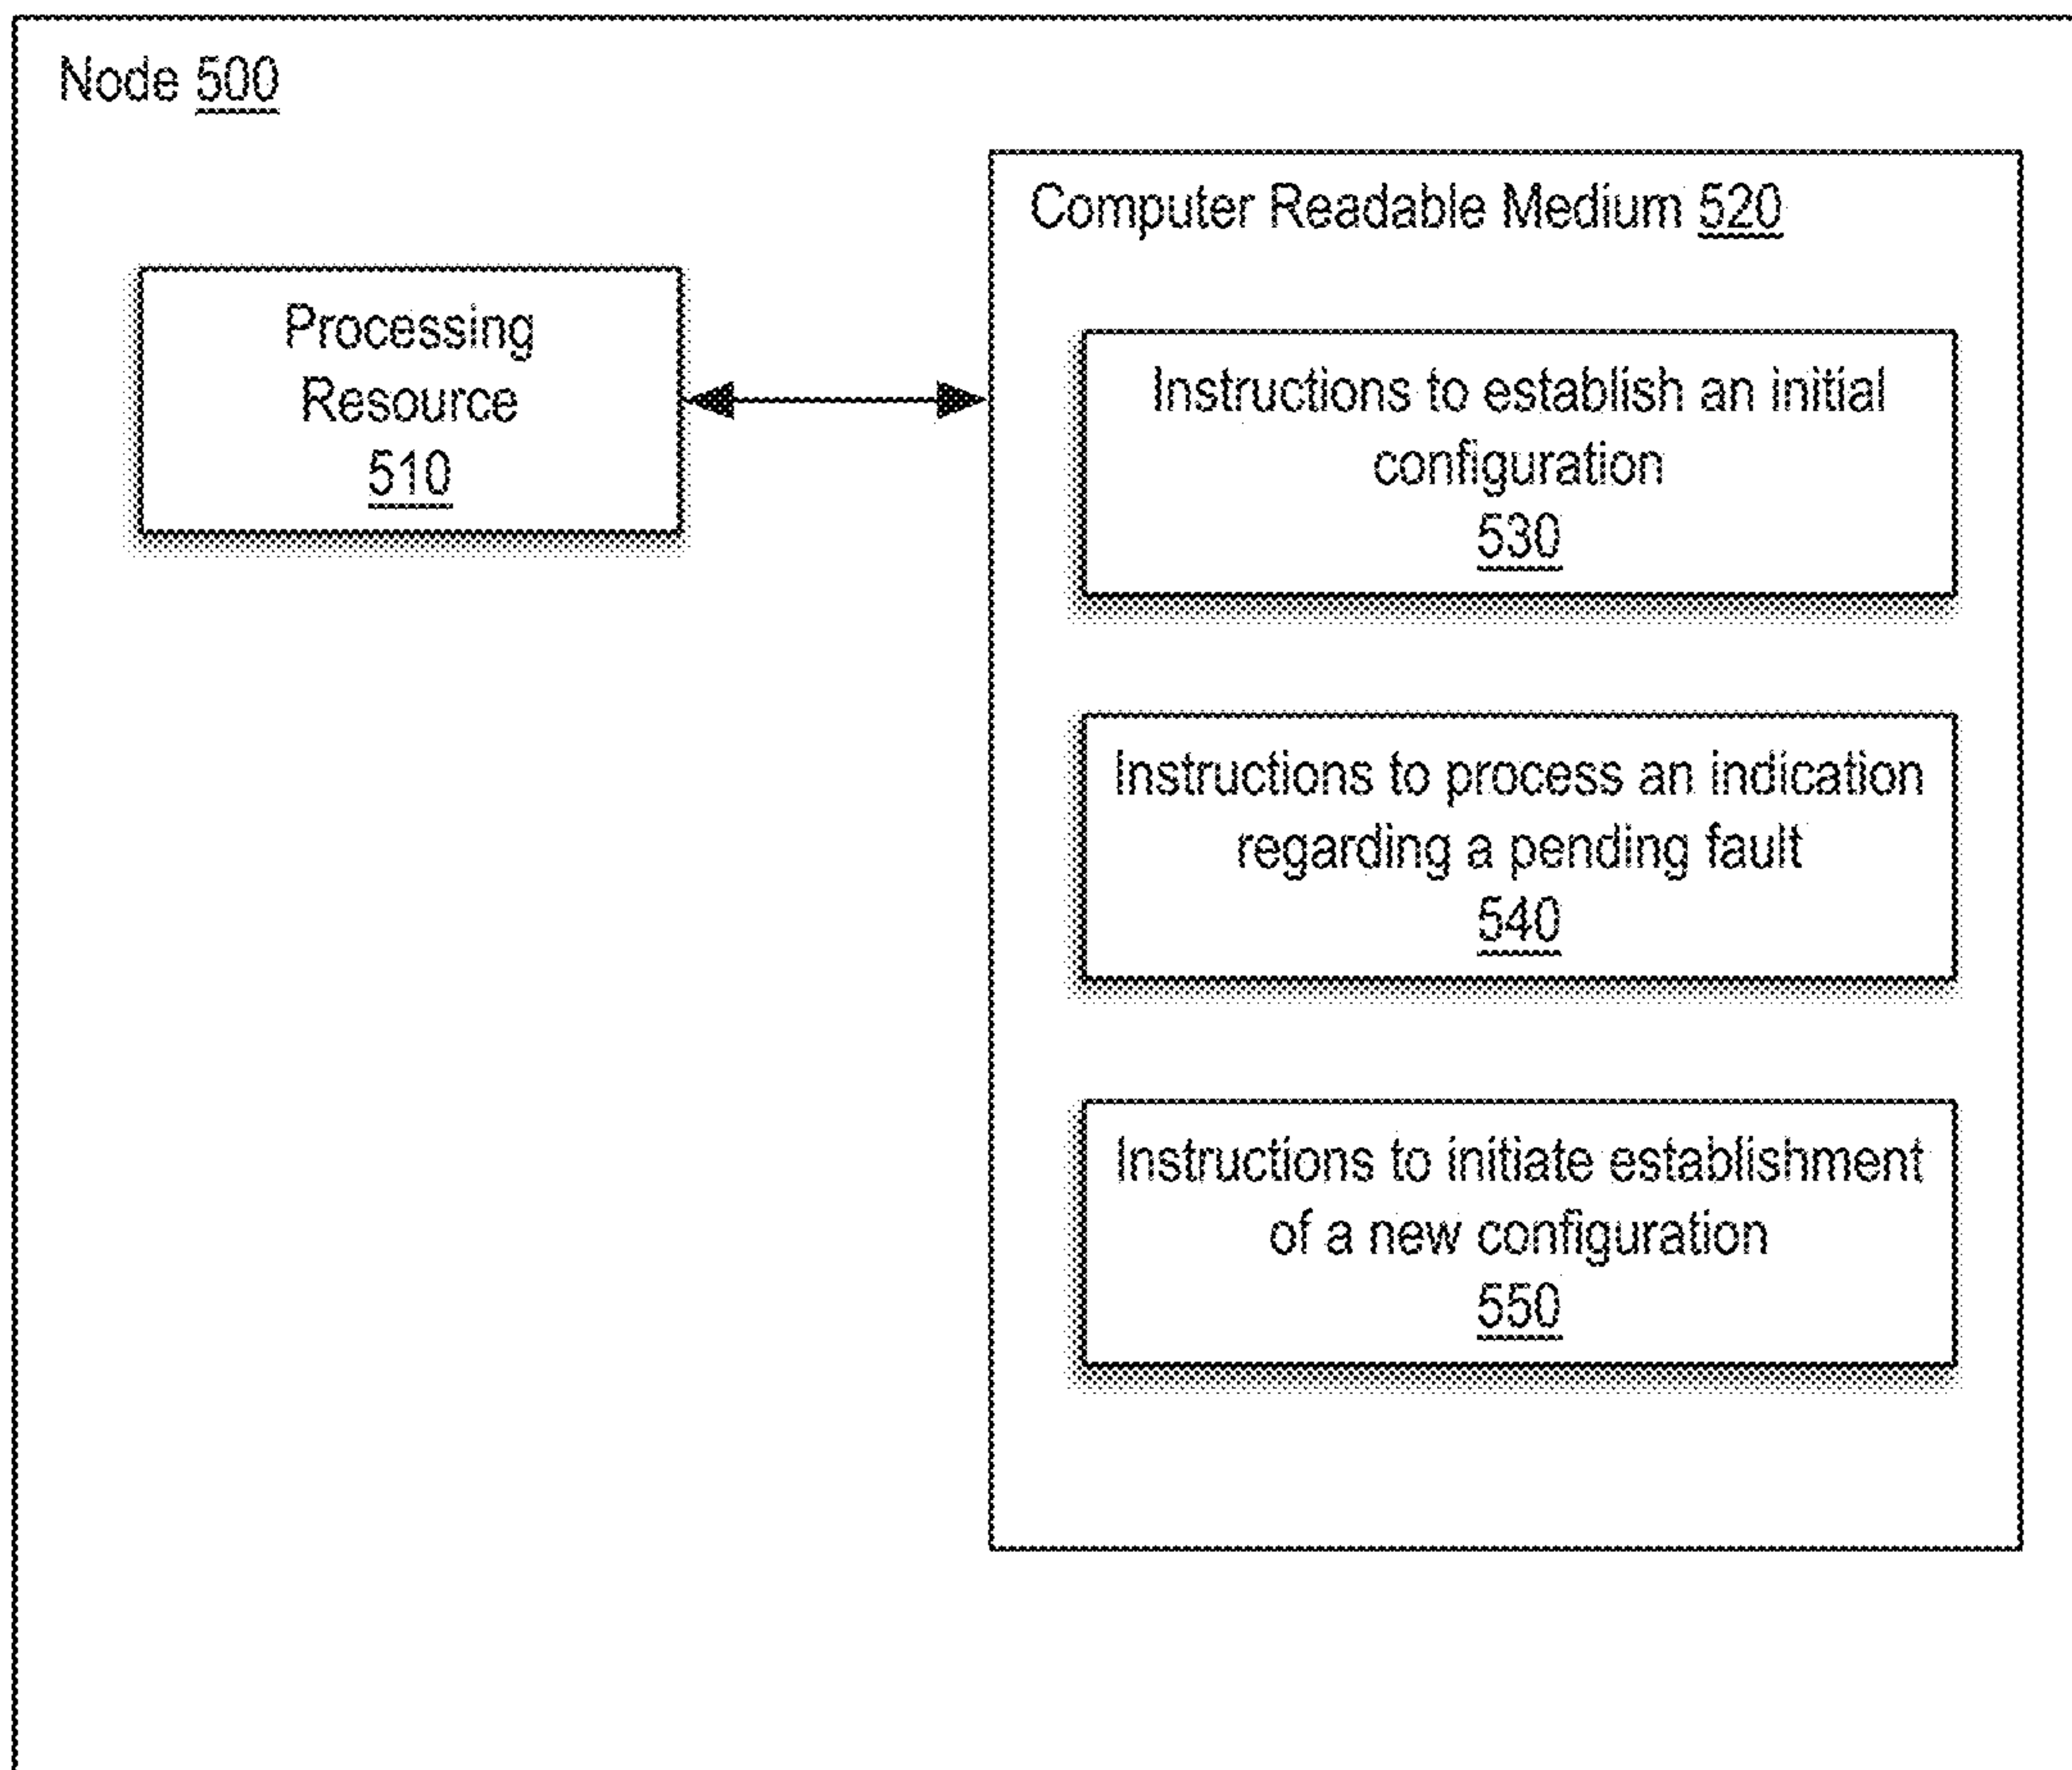 Node 500
Computer Readable Medium 520
Processing
Resource
510
Instructions to establish an initial
configuration
530
Instructions to process an indication
regarding a pending fault
540
Instructions to initiate establishment
of a new configuration
550